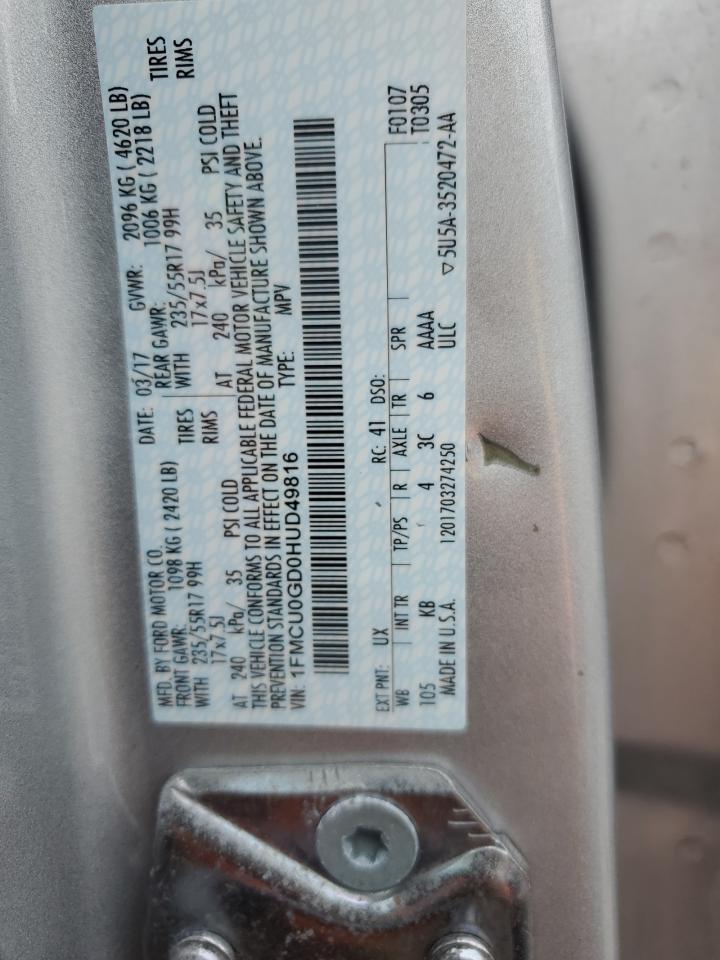 MFD. BY FORD MOTOR CO. DATE: 03/17 GVWR: 2096 KG ( 4620 LB)
FRONT GAWR: 1098 KG ( 2420 LB) REAR GAWR: 1006 KG ( 2218 LB)
WITH 235/55R17 99H TIRES WITH 235/55R17 99H TIRES
17x7.5J RIMS 17x7.5J RIMS
AT 240 kPa/ 35 PSI COLD AT 240 kPa/ 35 PSI COLD
THIS VEHICLE CONFORMS TO ALL APPLICABLE FEDERAL MOTOR VEHICLE SAFETY AND THEFT
PREVENTION STANDARDS IN EFFECT ON THE DATE OF MANUFACTURE SHOWN ABOVE.
VIN: 1FMCU0GD0HUD49816 TYPE: MPV
EXT PNT: UX RC: 41 DSO: F0107
WB INT TR TP/PS R AXLE TR SPR T0305
105 KB 4 3C 6 AAAA
MADE IN U.S.A. 1201703274250 ULC ▽5U5A-3520472-AA